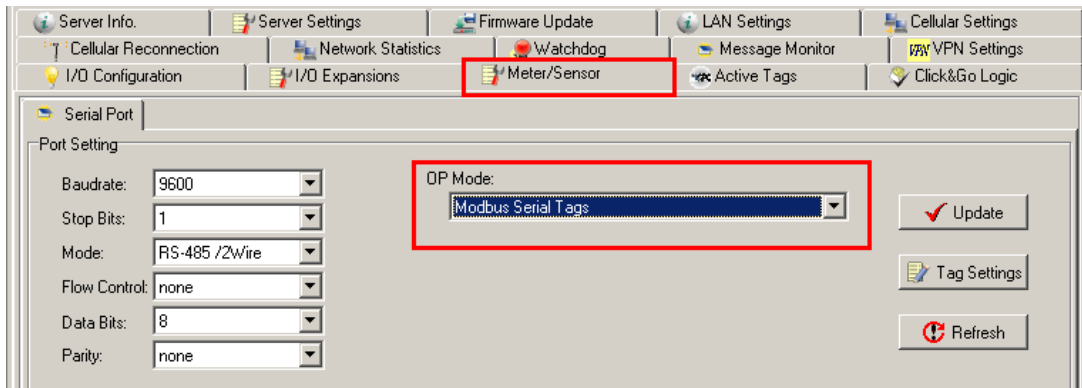 Server Info. Server Settings Firmware Update LAN Settings Cellular Settings
Cellular Reconnection Network Statistics Watchdog Message Monitor VPN VPN Settings
I/O Configuration I/O Expansions Meter/Sensor Active Tags Click&Go Logic
Serial Port
Port Setting
Baudrate: 9600
OP Mode:
Modbus Serial Tags
Stop Bits: 1
Update
Mode: RS-485 /2Wire
Flow Control: none
Tag Settings
Data Bits: 8
Refresh
Parity: none